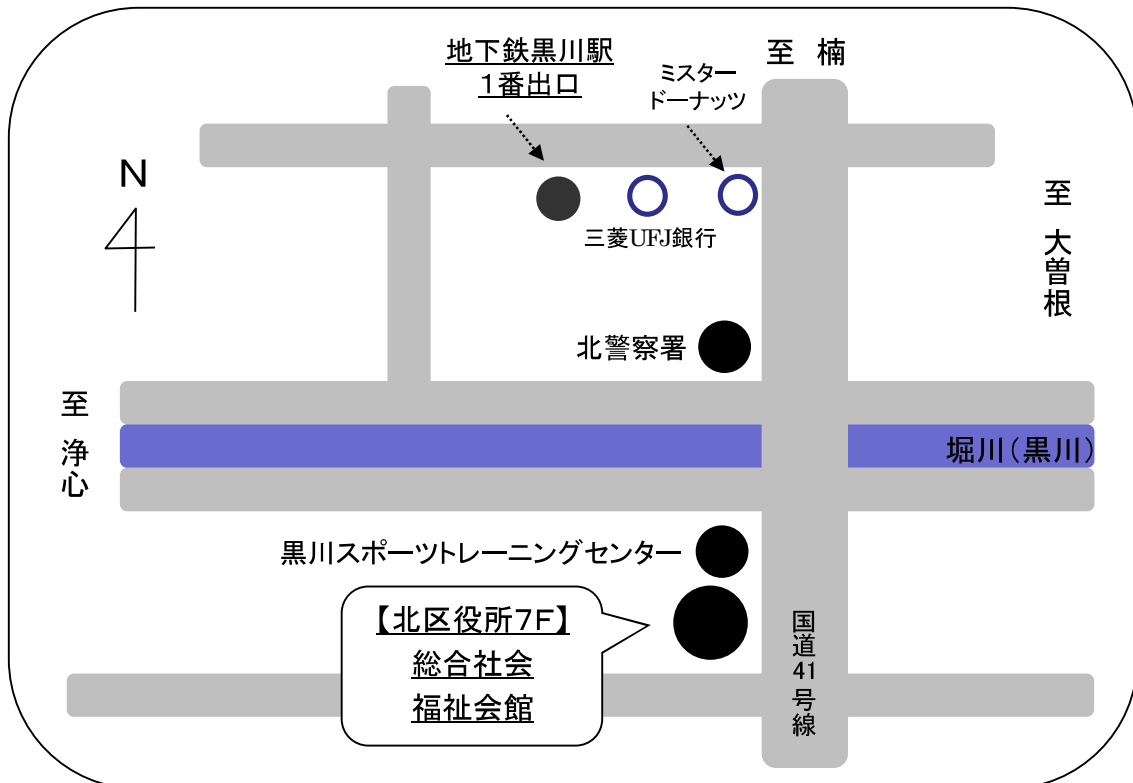 地下鉄黒川駅
1番出口
ミスター
ドーナッツ
至 楠
N
三菱UFJ銀行
至 大曽根
北警察署
至 浄心
堀川(黒川)
黒川スポーツトレーニングセンター
【北区役所7F】
総合社会
福祉会館
国道41号線